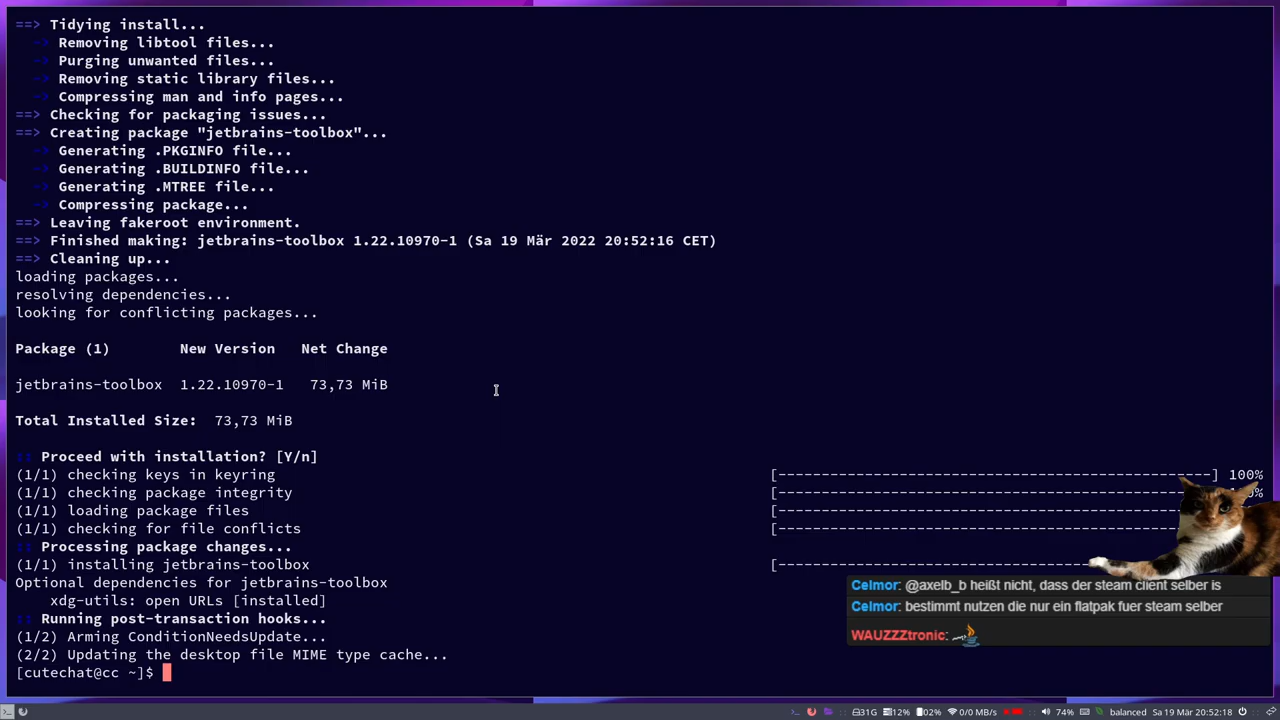 ==> Tidying install...
-> Removing libtool files...
-> Purging unwanted files...
-> Removing static library files...
-> Compressing man and info pages...
==> Checking for packaging issues...
==> Creating package "jetbrains-toolbox"...
-> Generating .PKGINFO file...
-> Generating .BUILDINFO file...
-> Generating .MTREE file...
-> Compressing package...
==> Leaving fakeroot environment.
==> Finished making: jetbrains-toolbox 1.22.10970-1 (Sa 19 Mär 2022 20:52:16 CET)
==> Cleaning up...
loading packages...
resolving dependencies...
looking for conflicting packages...
Package (1) New Version Net Change
jetbrains-toolbox 1.22.10970-1 73,73 MiB
Total Installed Size: 73,73 MiB
:: Proceed with installation? [Y/n]
(1/1) checking keys in keyring [---------------------------------------------------] 100%
(1/1) checking package integrity [-----------------------------------------------
(1/1) loading package files [-----------------------------------------------
(1/1) checking for file conflicts [-----------------------------------------------
:: Processing package changes...
(1/1) installing jetbrains-toolbox [-----------------------------------------------
Optional dependencies for jetbrains-toolbox
xdg-utils: open URLs [installed]
:: Running post-transaction hooks...
(1/2) Arming ConditionNeedsUpdate...
(2/2) Updating the desktop file MIME type cache...
[cutechat@cc ~]$
Celmor: @axelb_b heißt nicht, dass der steam client selber is
Celmor: bestimmt nutzen die nur ein flatpak fuer steam selber
WAUZZZtronic:
31G 12% 02% 0/0 MB/s 74% balanced Sa 19 Mär 20:52:18